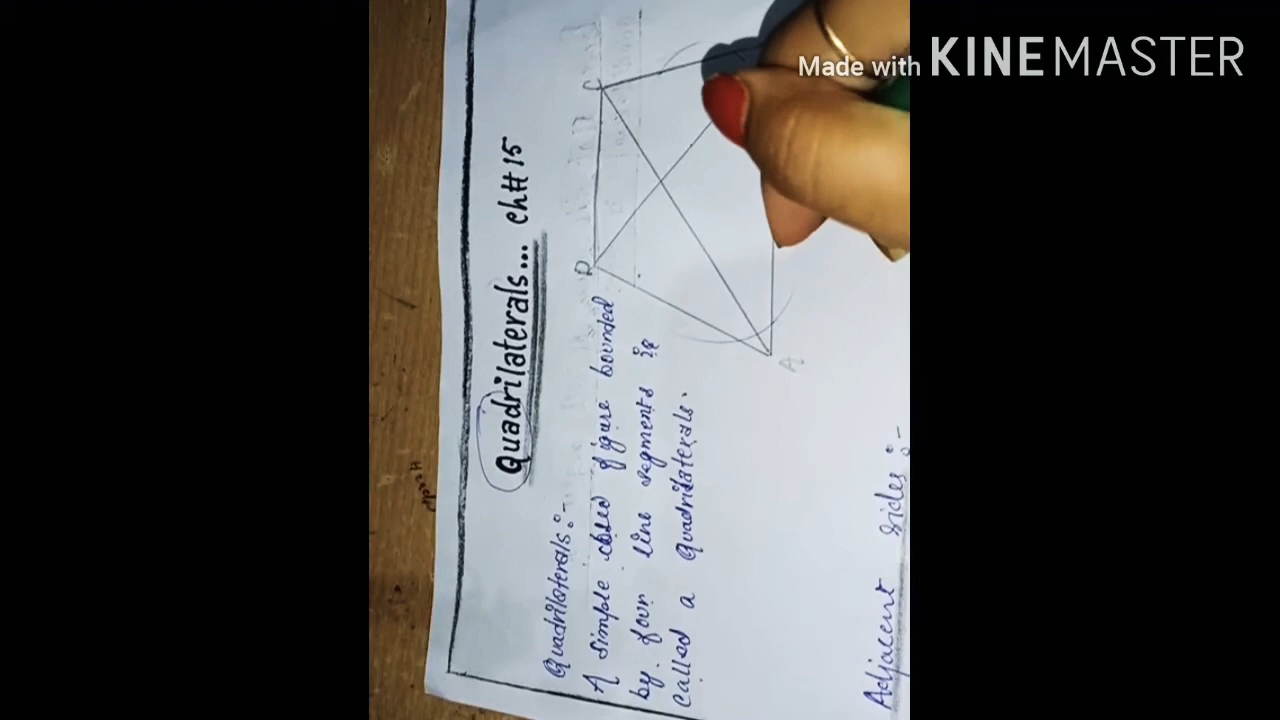 Made with KINEMASTER
Quadrilaterals... ch# 15
Quadrilaterals:-
A simple closed figure bounded
by four line segments is
called a Quadrilaterals.
D
C
A
Adjacent sides:-